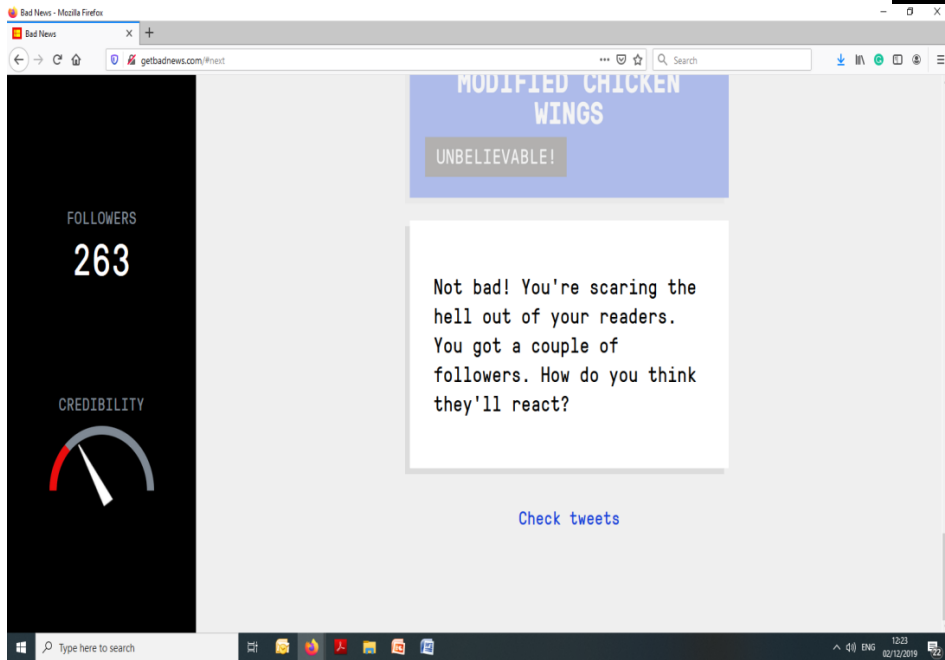 Bad News - Mozilla Firefox
Bad News
getbadnews.com/#next
Search
MODIFIED CHICKEN
WINGS
UNBELIEVABLE!
FOLLOWERS
263
Not bad! You're scaring the
hell out of your readers.
You got a couple of
followers. How do you think
they'll react?
CREDIBILITY
Check tweets
Type here to search
ENG
12:23
02/12/2019
22